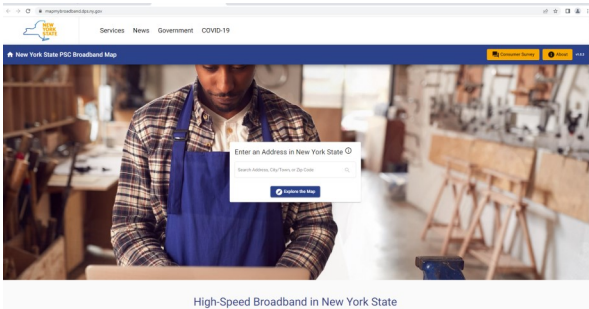 mapmybroadband.dps.ny.gov
NEW
YORK
STATE
Services News Government COVID-19
New York State PSC Broadband Map
Consumer Survey
About
Enter an Address in New York State
Search Address, City/Town, or Zip Code
Explore the Map
High-Speed Broadband in New York State